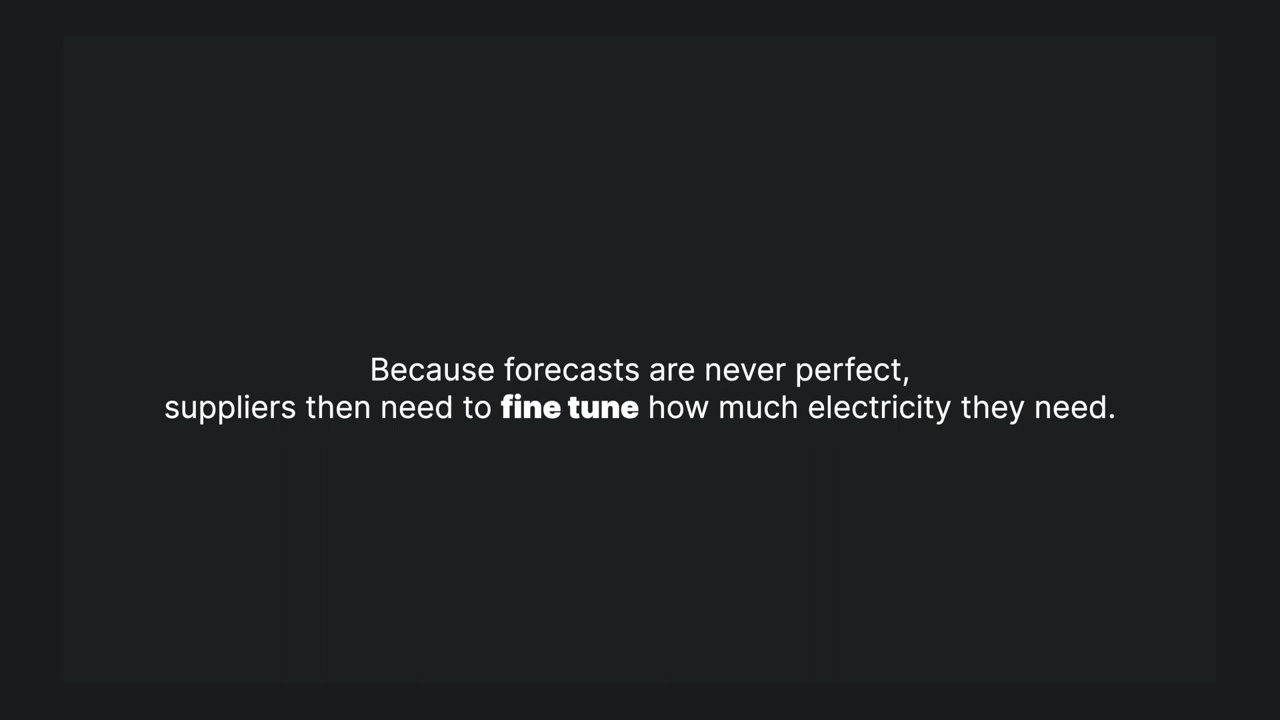 Because forecasts are never perfect,
suppliers then need to fine tune how much electricity they need.